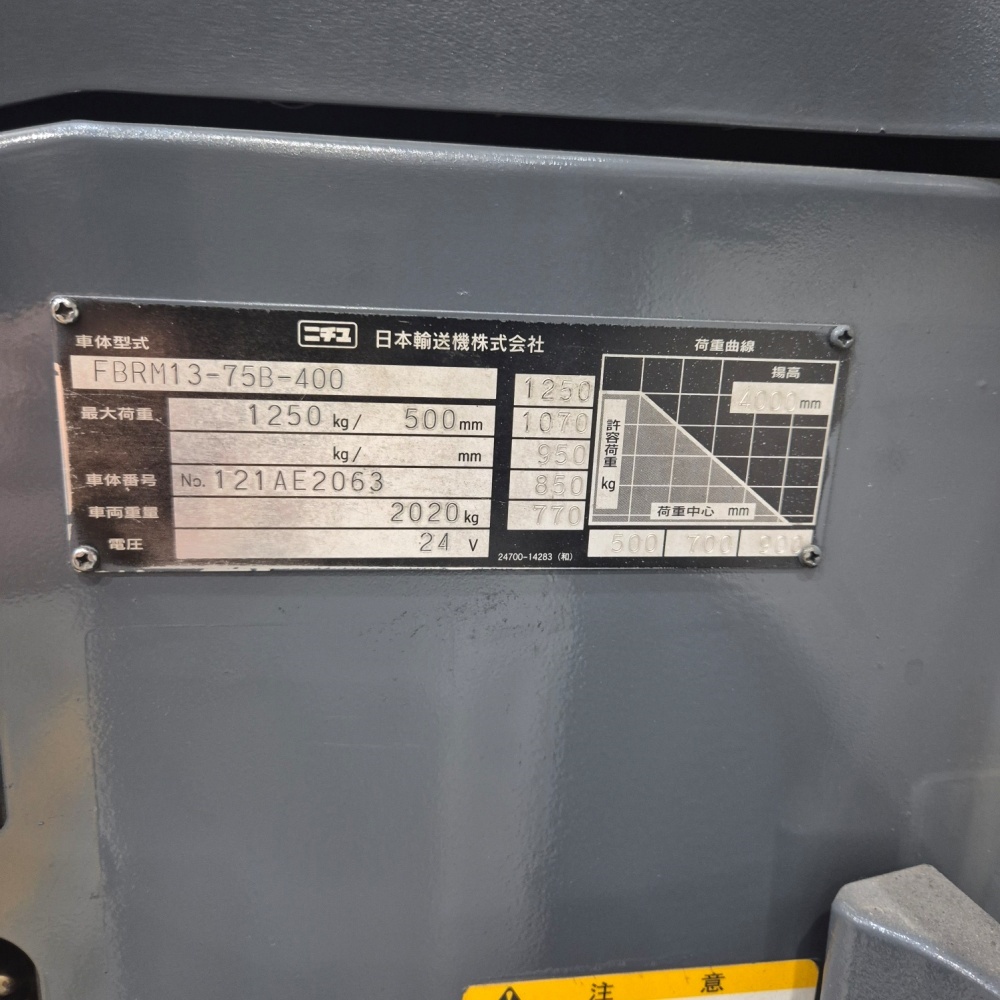 ニチユ 日本輸送機株式会社
車体型式
FBRM13-75B-400
最大荷重 1250 kg/ 500 mm
kg/ mm
車体番号 No. 121AE2063
車両重量 2020 kg
電圧 24 V
24700-14283 (和)
荷重曲線
揚高
4000 mm
1250
1070
950
850
770
許容荷重 kg
荷重中心 mm
500 700 900
注意